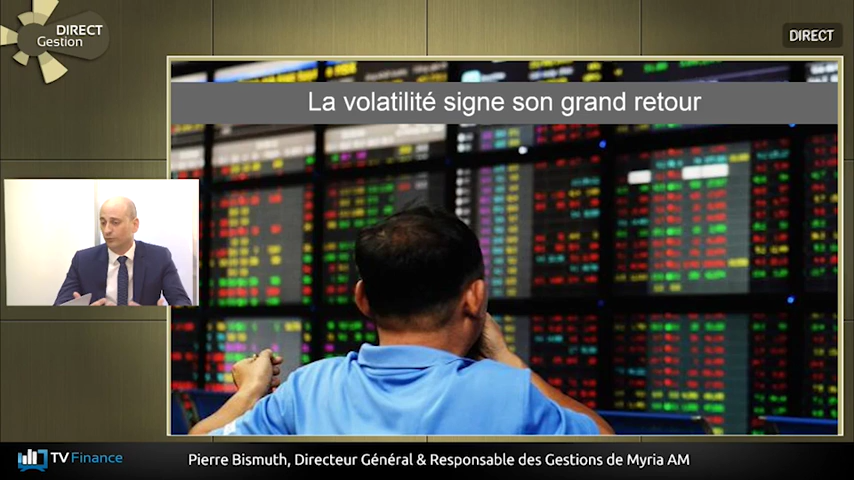 DIRECT
Gestion
DIRECT
La volatilité signe son grand retour
TV Finance
Pierre Bismuth, Directeur Général & Responsable des Gestions de Myria AM